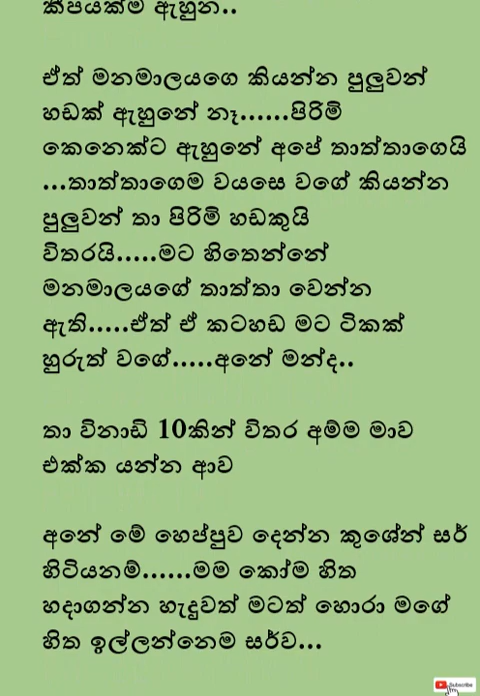 කීපයක්ම ඇහුන..
ඒත් මනමාලයගෙ කියන්න පුලුවන්
හඩක් ඇහුනේ නෑ......පිරිමි
කෙනෙක්ට ඇහුනේ අපේ තාත්තාගෙයි
...තාත්තාගෙම වයසෙ වගේ කියන්න
පුලුවන් තා පිරිමි හඩකුයි
විතරයි.....මට හිතෙන්නේ
මනමාලයගේ තාත්තා වෙන්න
ඇති.....ඒත් ඒ කටහඩ මට ටිකක්
හුරුත් වගේ.....අනේ මන්ද..
තා විනාඩි 10කින් විතර අම්ම මාව
එක්ක යන්න ආව
අනේ මේ හෙප්පුව දෙන්න කුශේන් සර්
හිටියනම්......මම කෝම හිත
හදාගන්න හැදුවත් මටත් හොරා මගේ
හිත ඉල්ලන්නෙම සර්ව...
Subscribe